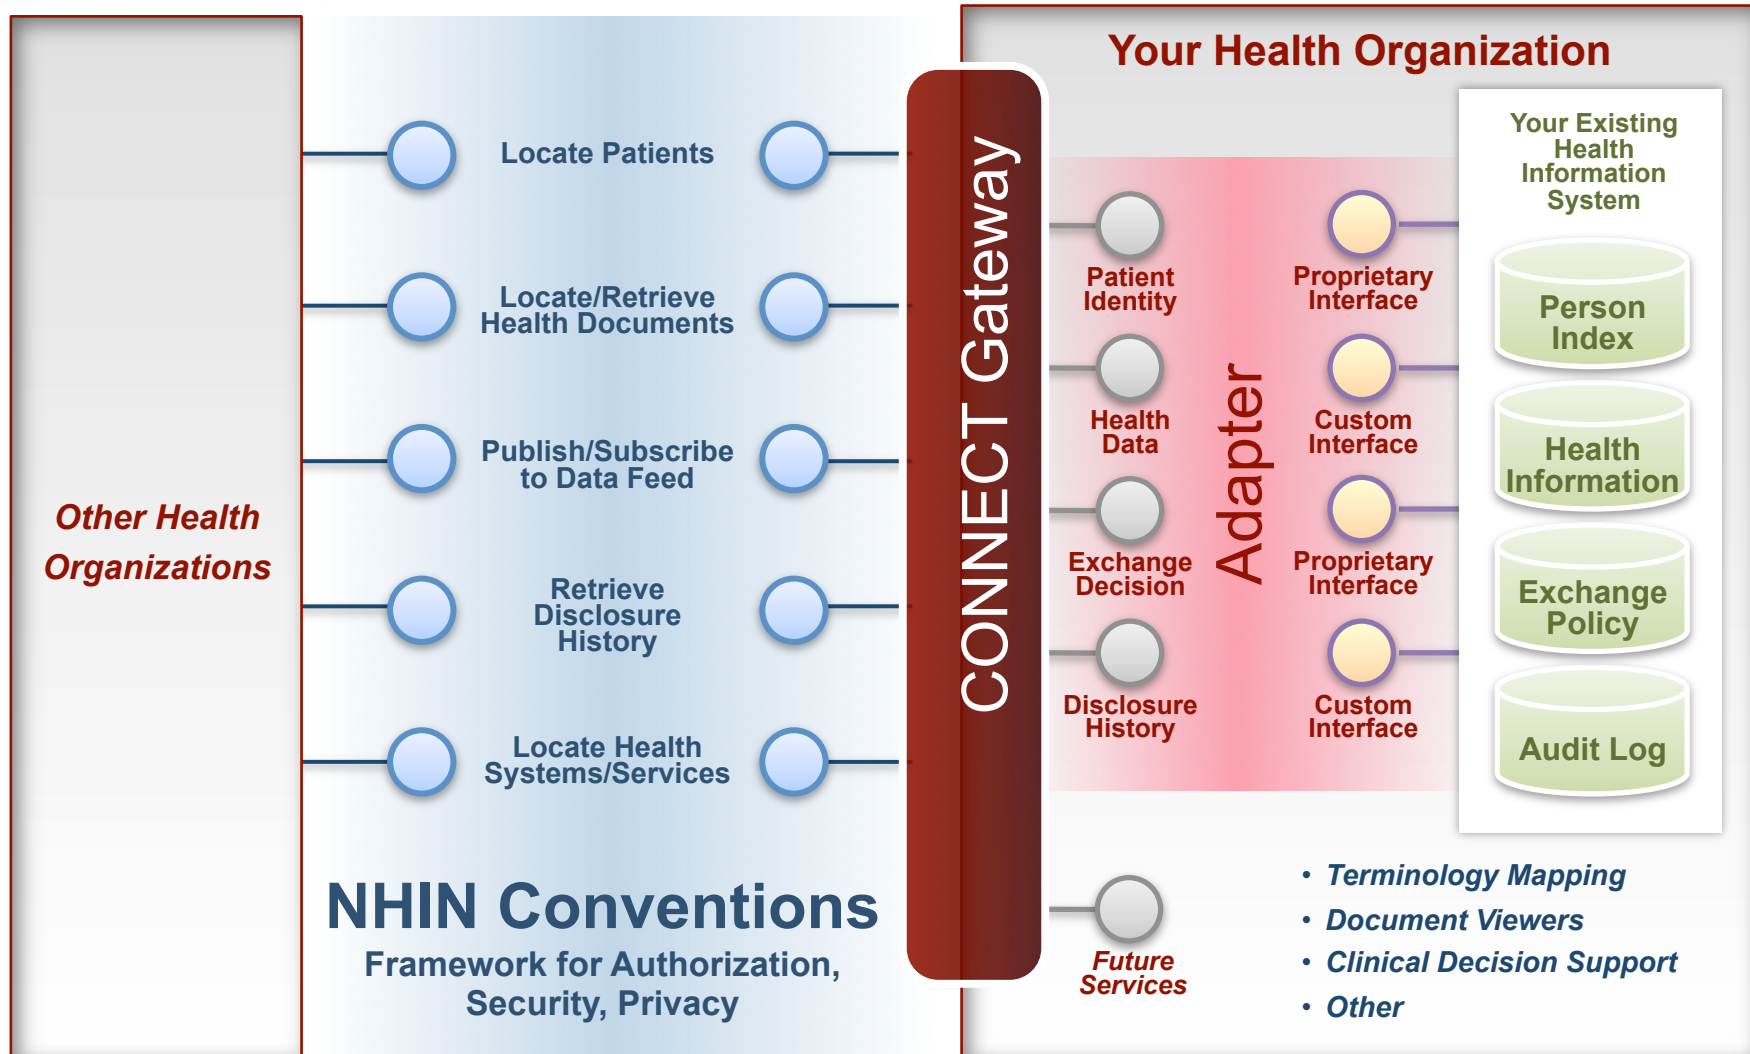 Your Health Organization
Other Health
Organizations
Locate Patients
Locate/Retrieve
Health Documents
Publish/Subscribe
to Data Feed
Retrieve
Disclosure
History
Locate Health
Systems/Services
NHIN Conventions
Framework for Authorization,
Security, Privacy
CONNECT Gateway
Patient
Identity
Health
Data
Exchange
Decision
Disclosure
History
Future
Services
Adapter
Proprietary
Interface
Custom
Interface
Proprietary
Interface
Custom
Interface
Your Existing
Health
Information
System
Person
Index
Health
Information
Exchange
Policy
Audit Log
• Terminology Mapping
• Document Viewers
• Clinical Decision Support
• Other